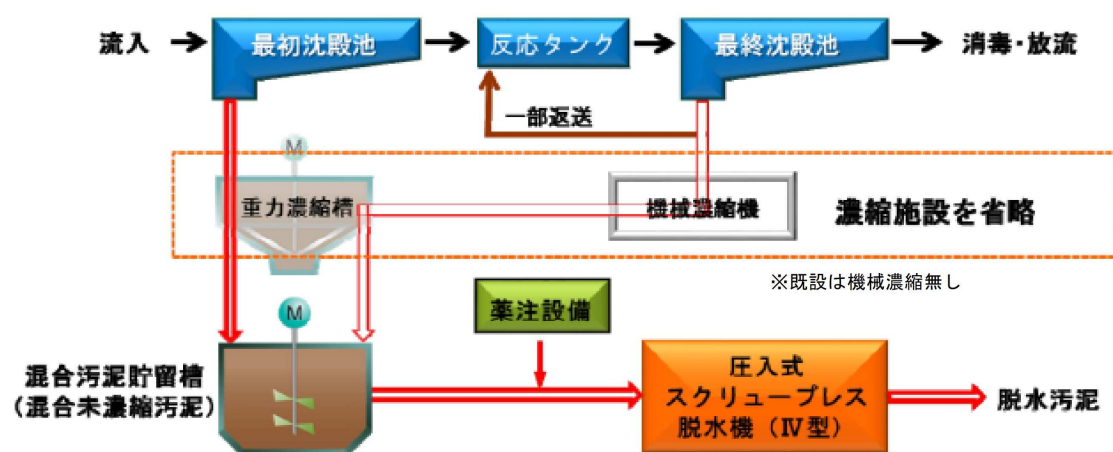 流入
最初沈殿池
反応タンク
最終沈殿池
消毒・放流
一部返送
M
重力濃縮槽
機械濃縮機
濃縮施設を省略
※既設は機械濃縮無し
M
薬注設備
混合汚泥貯留槽
(混合未濃縮汚泥)
圧入式
スクリュープレス
脱水機（Ⅳ型）
脱水汚泥